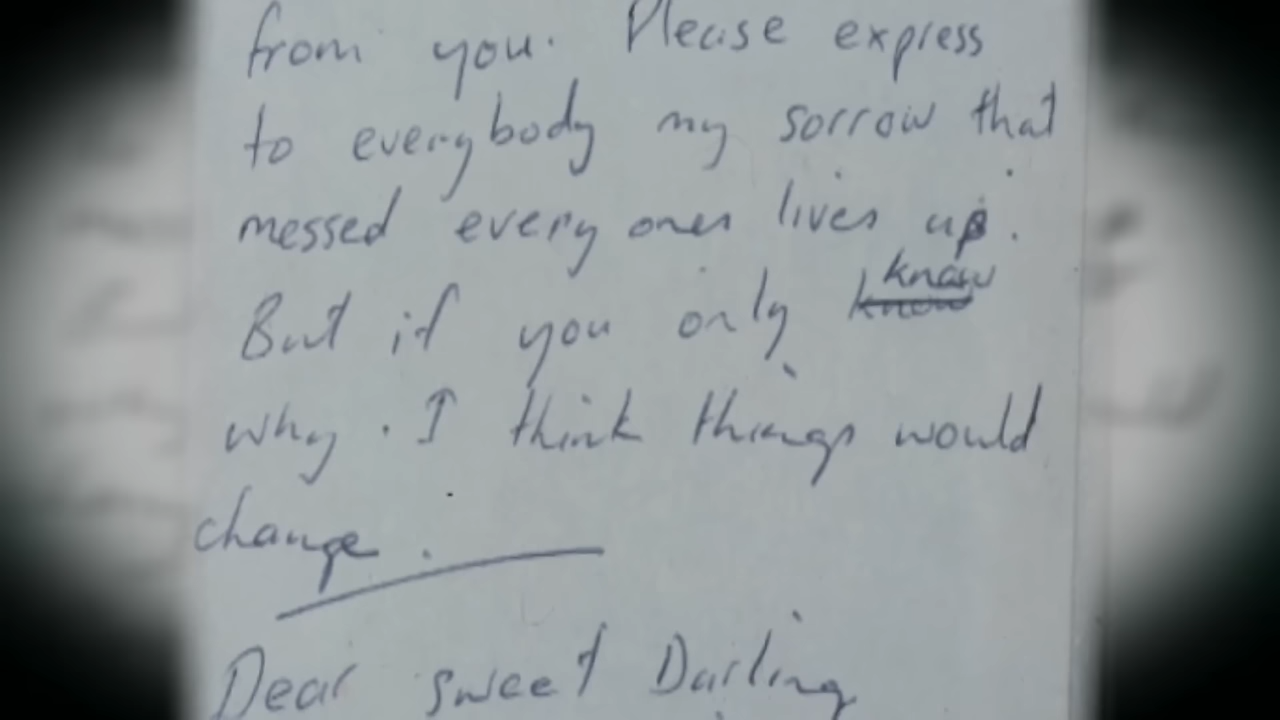 from you. Please express
to everybody my sorrow that
messed every ones lives up.
But if you only know know
why. I think things would
change.
Dear sweet Darling